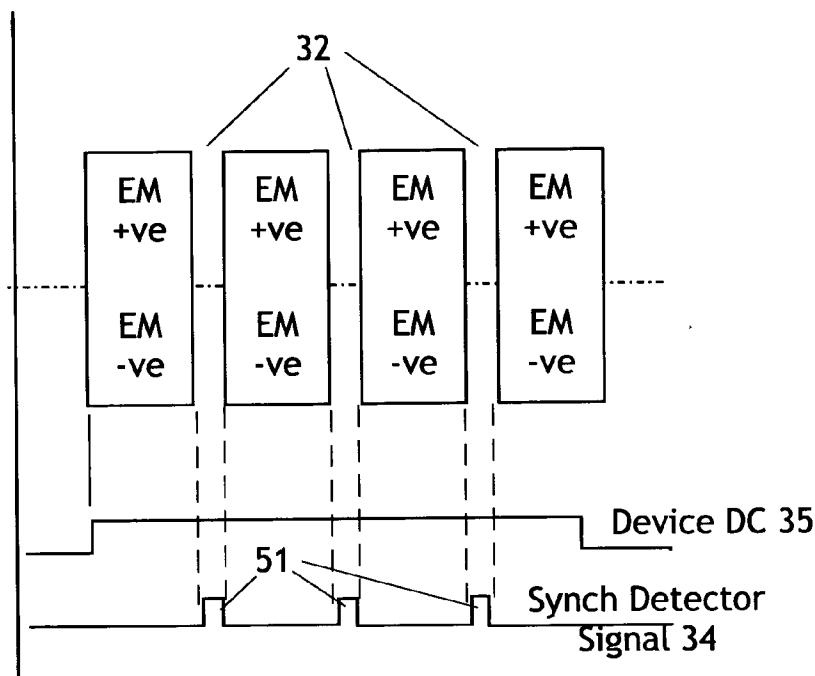 32
EM EM EM EM
+ve +ve +ve +ve
EM EM EM EM
-ve -ve -ve -ve
Device DC 35
51
Synch Detector
Signal 34